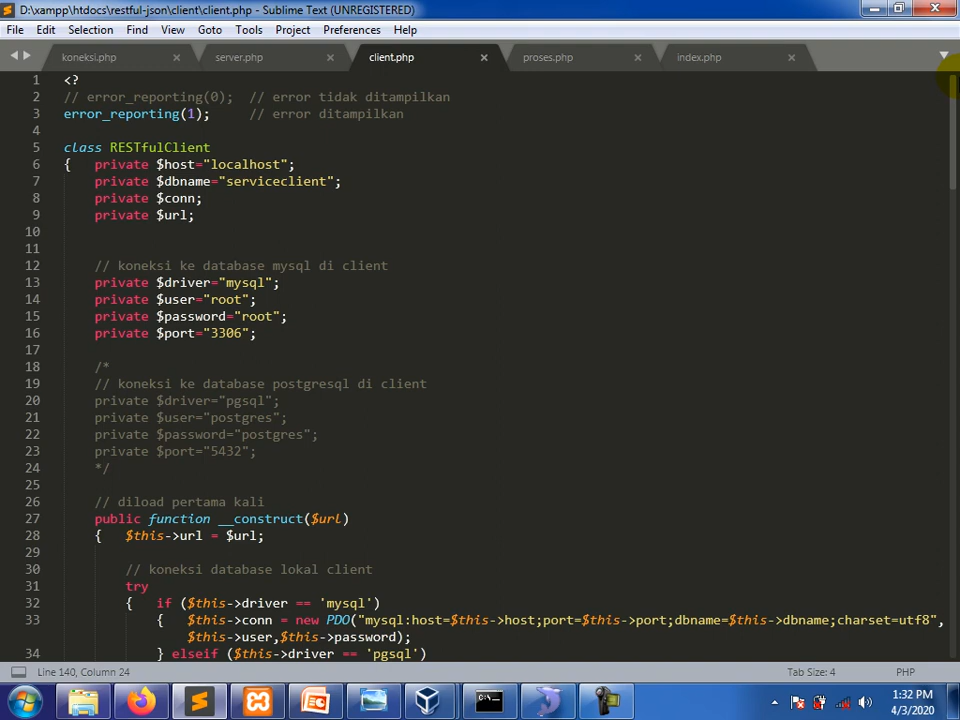 D:\xampp\htdocs\restful-json\client\client.php - Sublime Text (UNREGISTERED)
File Edit Selection Find View Goto Tools Project Preferences Help
koneksi.php server.php client.php proses.php index.php
1 <?
2 // error_reporting(0);  // error tidak ditampilkan
3 error_reporting(1);     // error ditampilkan
4
5 class RESTfulClient
6 {   private $host="localhost";
7     private $dbname="serviceclient";
8     private $conn;
9     private $url;
10
11
12     // koneksi ke database mysql di client
13     private $driver="mysql";
14     private $user="root";
15     private $password="root";
16     private $port="3306";
17
18     /*
19     // koneksi ke database postgresql di client
20     private $driver="pgsql";
21     private $user="postgres";
22     private $password="postgres";
23     private $port="5432";
24     */
25
26     // diload pertama kali
27     public function __construct($url)
28     {   $this->url = $url;
29
30         // koneksi database lokal client
31         try
32         {   if ($this->driver == 'mysql')
33             {   $this->conn = new PDO("mysql:host=$this->host;port=$this->port;dbname=$this->dbname;charset=utf8",
                $this->user,$this->password);
34             } elseif ($this->driver == 'pgsql')
Line 140, Column 24 Tab Size: 4 PHP
1:32 PM
4/3/2020